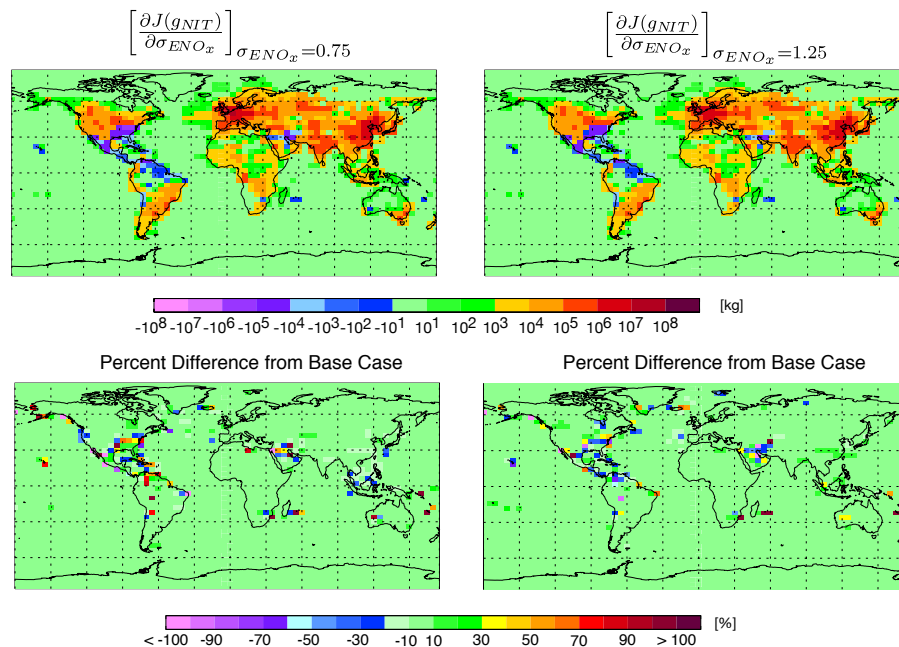 [∂J(g_NIT)/∂σ_ENOx] σ_ENOx=0.75
[∂J(g_NIT)/∂σ_ENOx] σ_ENOx=1.25
-10^8 -10^7 -10^6 -10^5 -10^4 -10^3 -10^2 -10^1 10^1 10^2 10^3 10^4 10^5 10^6 10^7 10^8 [kg]
Percent Difference from Base Case
Percent Difference from Base Case
< -100 -90 -70 -50 -30 -10 10 30 50 70 90 > 100 [%]